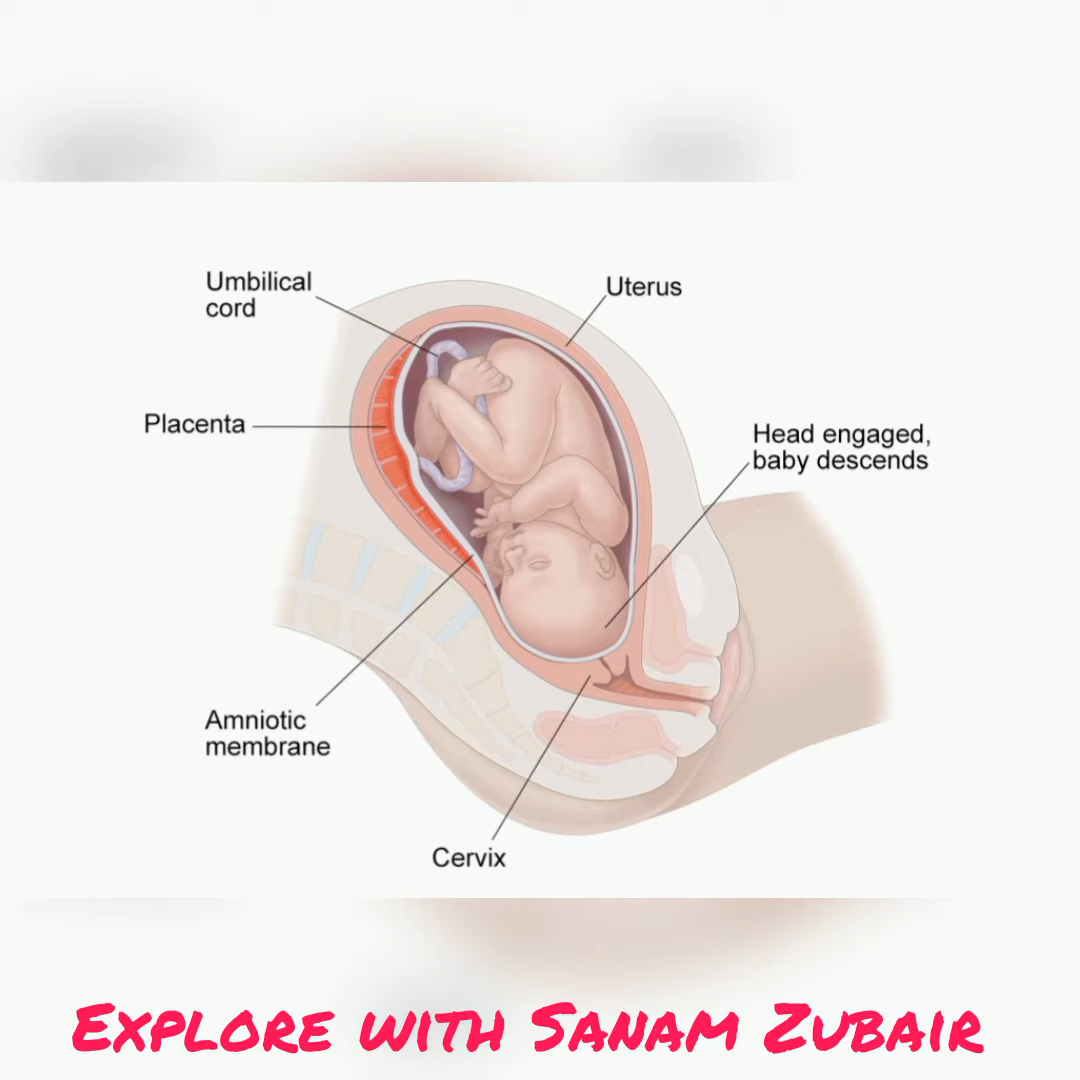 Umbilical
cord
Uterus
Placenta
Head engaged,
baby descends
Amniotic
membrane
Cervix
Explore with Sanam Zubair